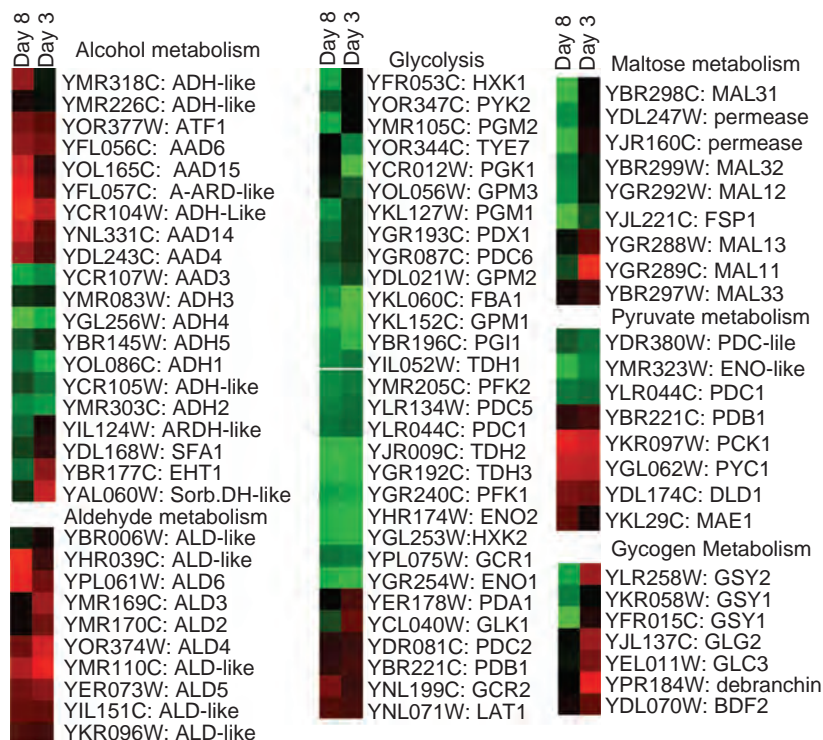 Day 8
Day 3
Alcohol metabolism
YMR318C: ADH-like
YMR226C: ADH-like
YOR377W: ATF1
YFL056C: AAD6
YOL165C: AAD15
YFL057C: A-ARD-like
YCR104W: ADH-Like
YNL331C: AAD14
YDL243C: AAD4
YCR107W: AAD3
YMR083W: ADH3
YGL256W: ADH4
YBR145W: ADH5
YOL086C: ADH1
YCR105W: ADH-like
YMR303C: ADH2
YIL124W: ARDH-like
YDL168W: SFA1
YBR177C: EHT1
YAL060W: Sorb.DH-like
Aldehyde metabolism
YBR006W: ALD-like
YHR039C: ALD-like
YPL061W: ALD6
YMR169C: ALD3
YMR170C: ALD2
YOR374W: ALD4
YMR110C: ALD-like
YER073W: ALD5
YIL151C: ALD-like
YKR096W: ALD-like
Day 8
Day 3
Glycolysis
YFR053C: HXK1
YOR347C: PYK2
YMR105C: PGM2
YOR344C: TYE7
YCR012W: PGK1
YOL056W: GPM3
YKL127W: PGM1
YGR193C: PDX1
YGR087C: PDC6
YDL021W: GPM2
YKL060C: FBA1
YKL152C: GPM1
YBR196C: PGI1
YIL052W: TDH1
YMR205C: PFK2
YLR134W: PDC5
YLR044C: PDC1
YJR009C: TDH2
YGR192C: TDH3
YGR240C: PFK1
YHR174W: ENO2
YGL253W:HXK2
YPL075W: GCR1
YGR254W: ENO1
YER178W: PDA1
YCL040W: GLK1
YDR081C: PDC2
YBR221C: PDB1
YNL199C: GCR2
YNL071W: LAT1
Day 8
Day 3
Maltose metabolism
YBR298C: MAL31
YDL247W: permease
YJR160C: permease
YBR299W: MAL32
YGR292W: MAL12
YJL221C: FSP1
YGR288W: MAL13
YGR289C: MAL11
YBR297W: MAL33
Pyruvate metabolism
YDR380W: PDC-lile
YMR323W: ENO-like
YLR044C: PDC1
YBR221C: PDB1
YKR097W: PCK1
YGL062W: PYC1
YDL174C: DLD1
YKL29C: MAE1
Gycogen Metabolism
YLR258W: GSY2
YKR058W: GSY1
YFR015C: GSY1
YJL137C: GLG2
YEL011W: GLC3
YPR184W: debranchin
YDL070W: BDF2